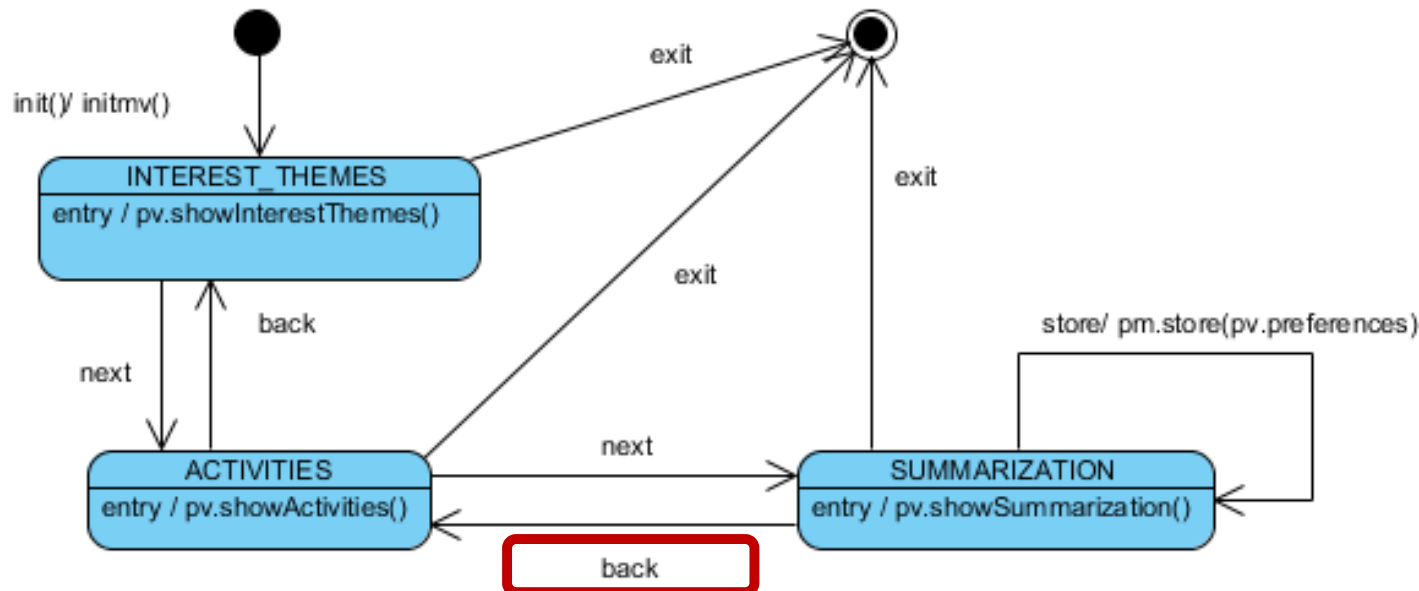 exit
init()/ initmv()
INTEREST_THEMES
entry / pv.showInterestThemes()
exit
exit
back
next
store/ pm.store(pv.preferences)
ACTIVITIES
entry / pv.showActivities()
next
SUMMARIZATION
entry / pv.showSummarization()
back